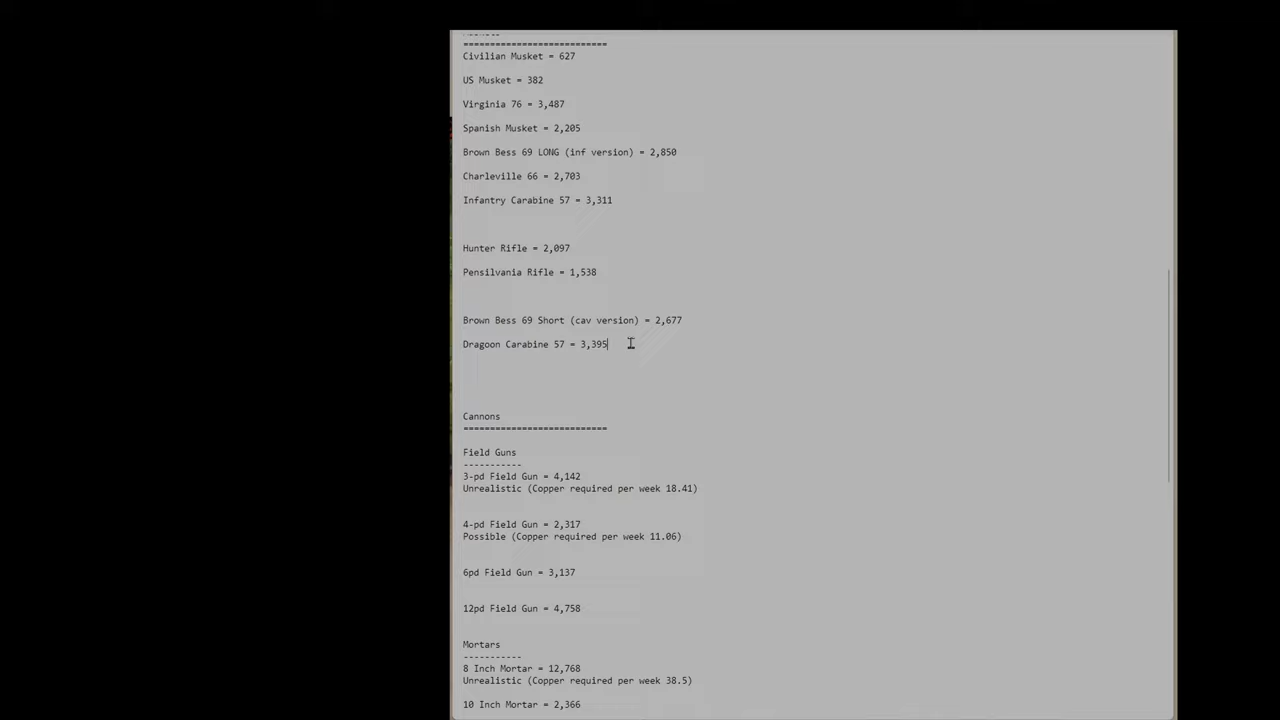 ==========================
Civilian Musket = 627
US Musket = 382
Virginia 76 = 3,487
Spanish Musket = 2,205
Brown Bess 69 LONG (inf version) = 2,850
Charleville 66 = 2,703
Infantry Carabine 57 = 3,311
Hunter Rifle = 2,097
Pensilvania Rifle = 1,538
Brown Bess 69 Short (cav version) = 2,677
Dragoon Carabine 57 = 3,395
Cannons
==========================
Field Guns
-----------
3-pd Field Gun = 4,142
Unrealistic (Copper required per week 18.41)
4-pd Field Gun = 2,317
Possible (Copper required per week 11.06)
6pd Field Gun = 3,137
12pd Field Gun = 4,758
Mortars
-----------
8 Inch Mortar = 12,768
Unrealistic (Copper required per week 38.5)
10 Inch Mortar = 2,366